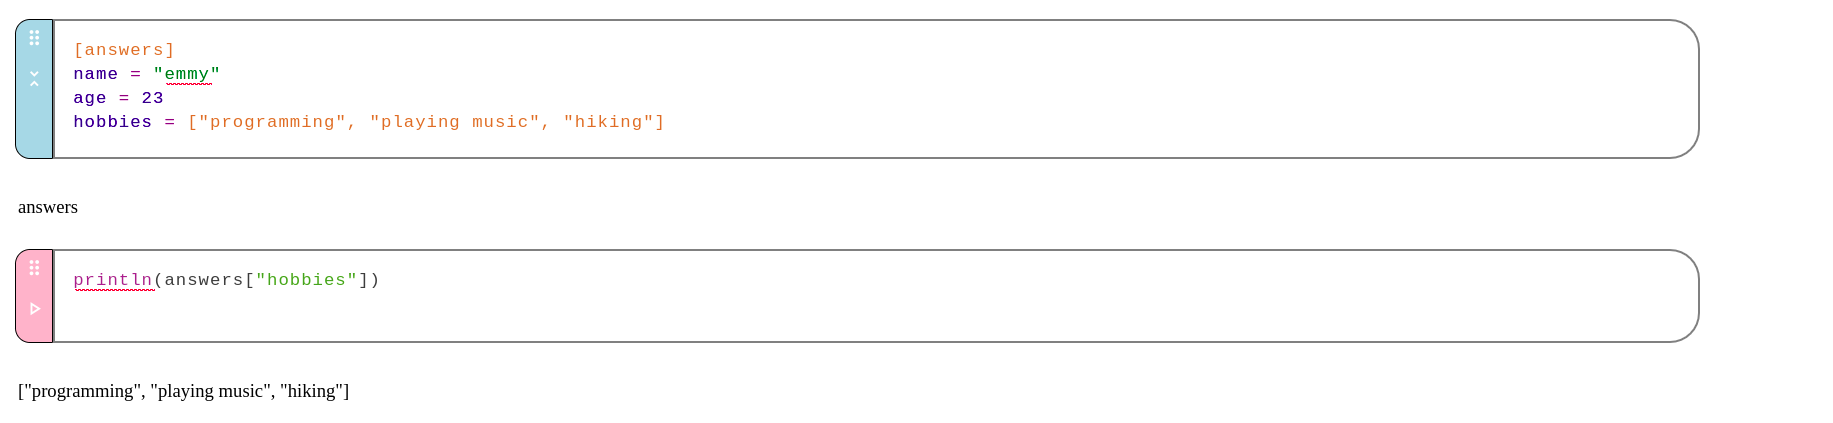 [answers]
name = "emmy"
age = 23
hobbies = ["programming", "playing music", "hiking"]
answers
println(answers["hobbies"])
["programming", "playing music", "hiking"]